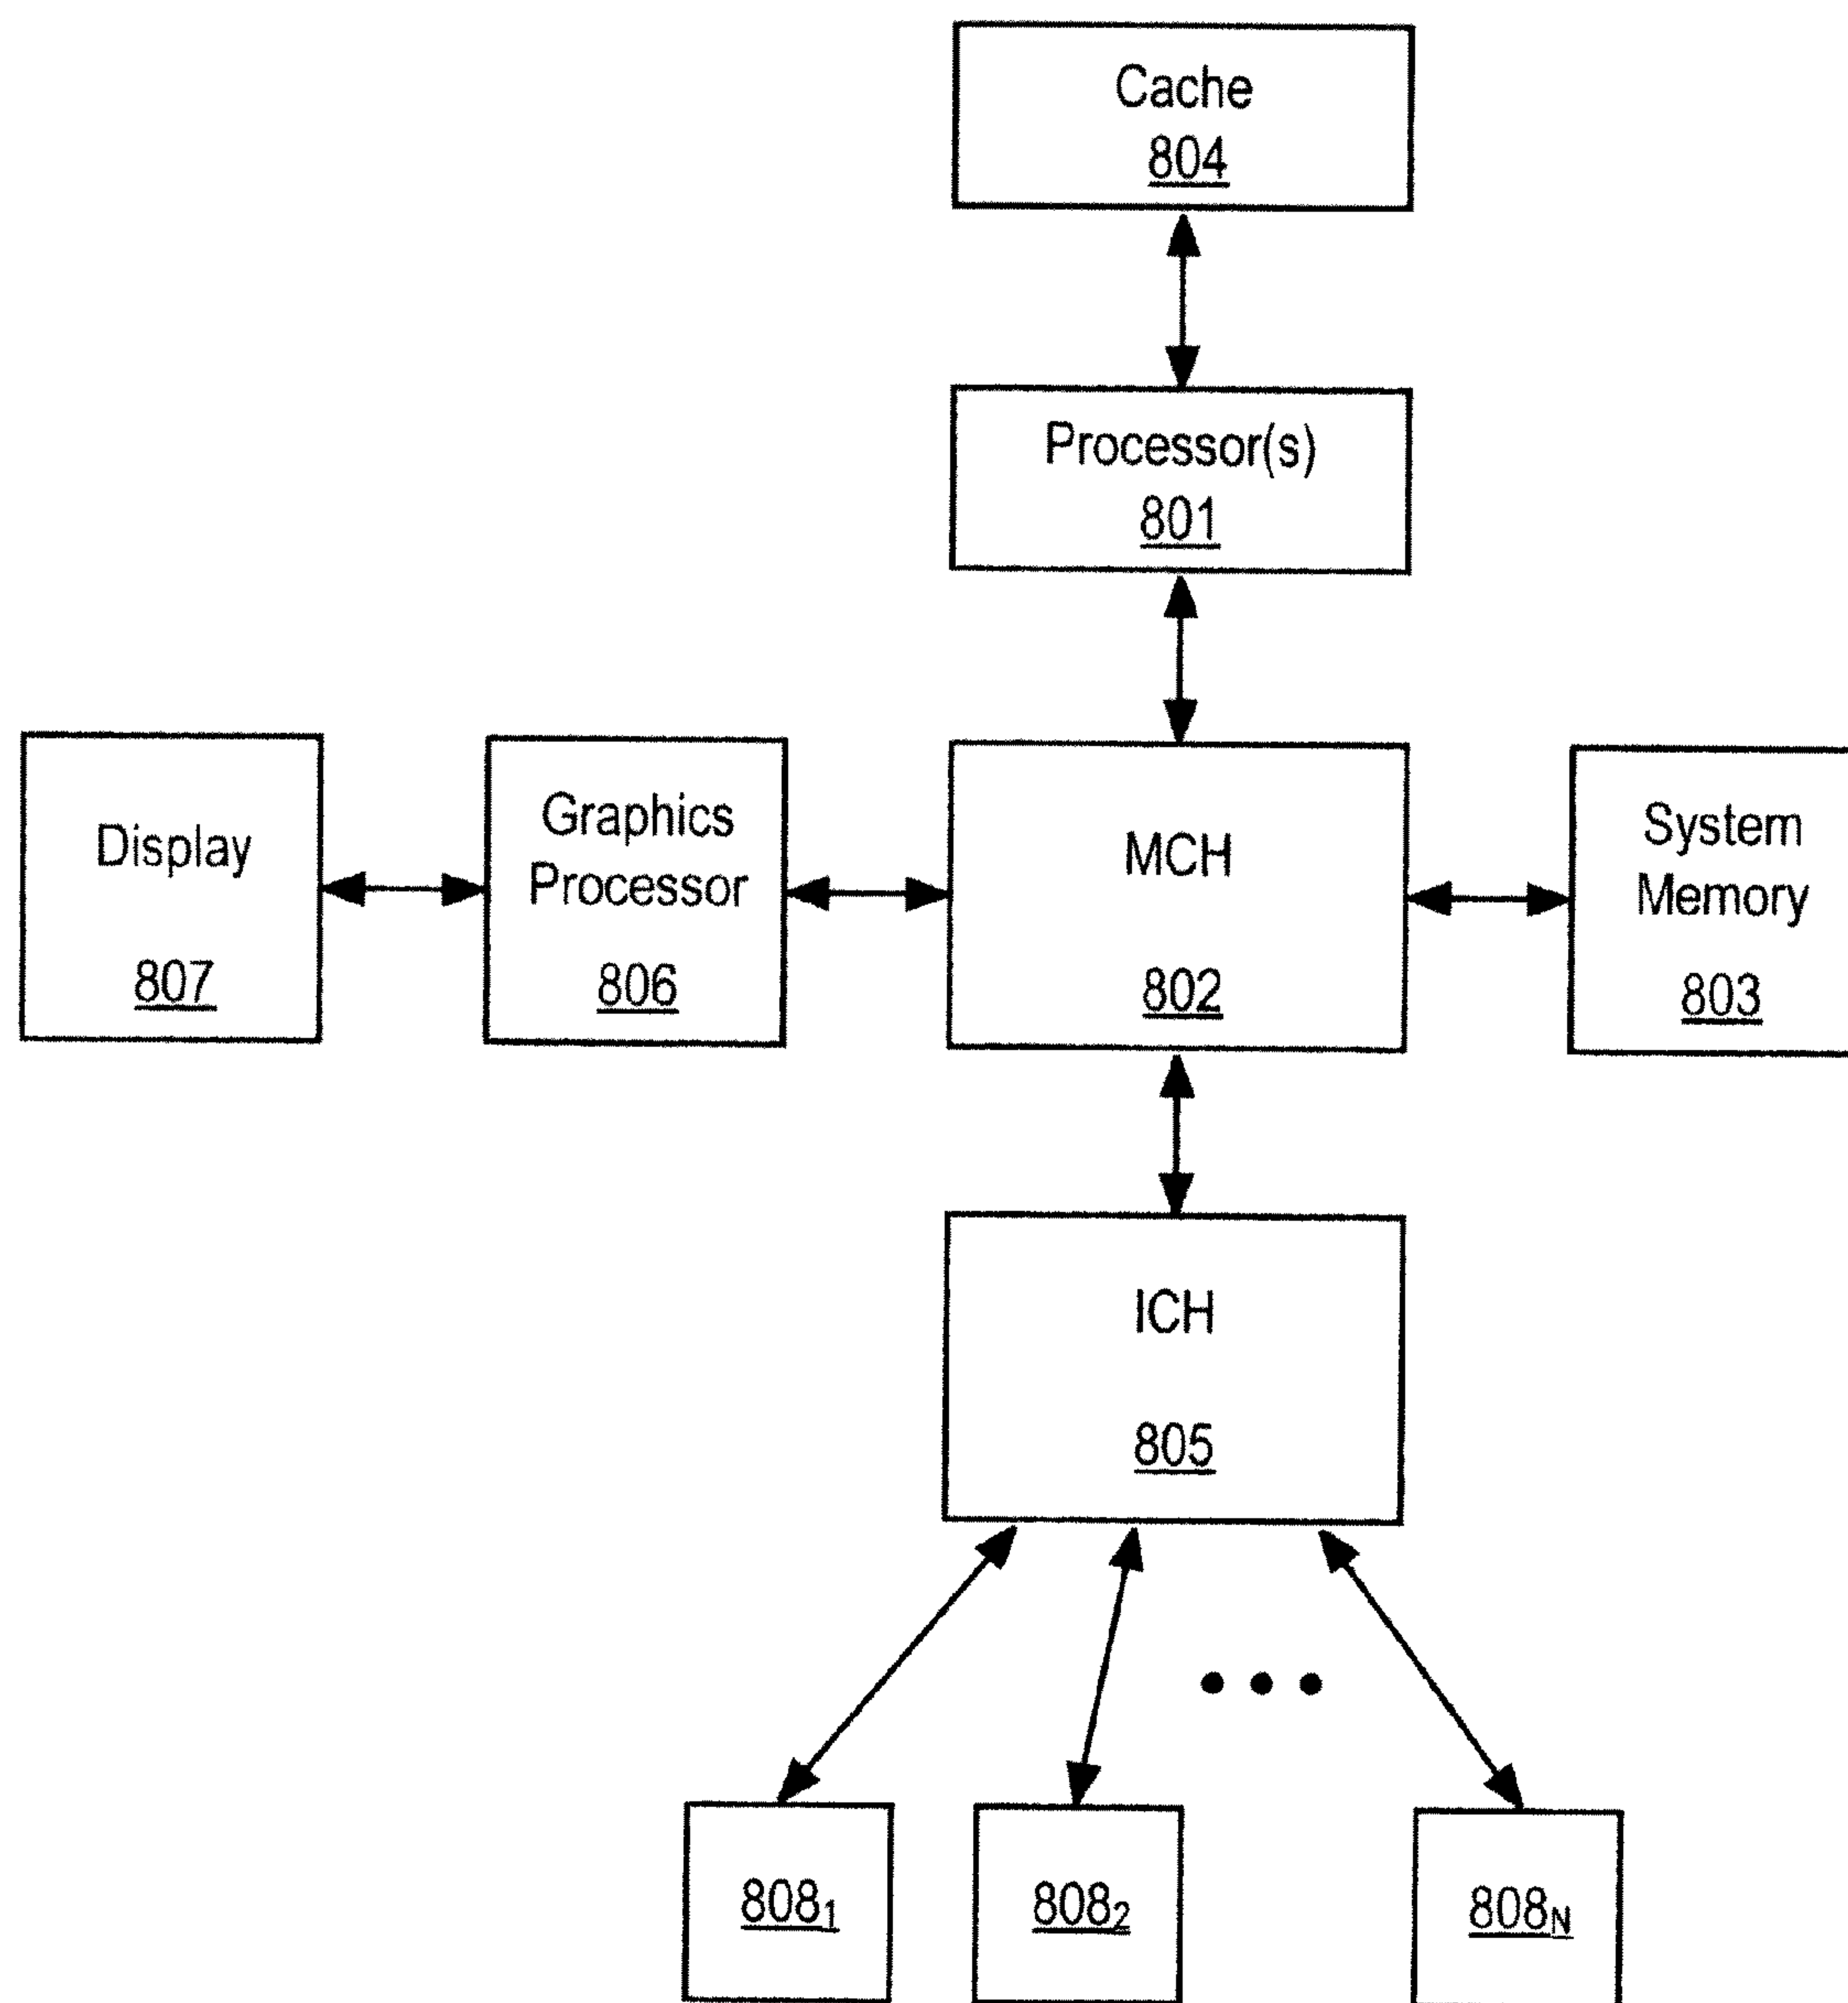 Cache
804
Processor(s)
801
Display
807
Graphics
Processor
806
MCH
802
System
Memory
803
ICH
805
808₁
808₂
808N